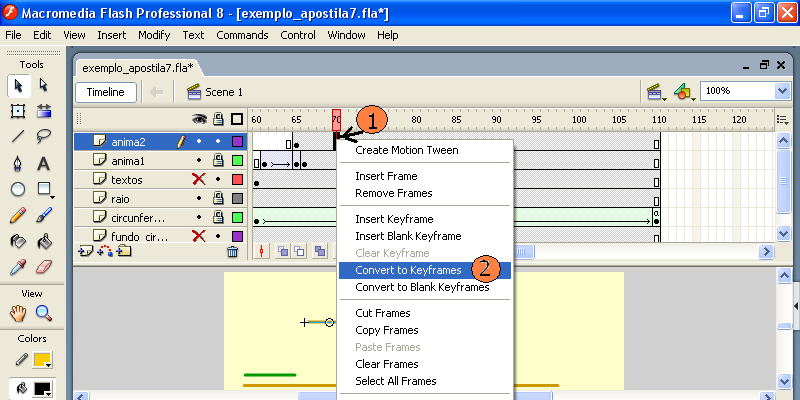 Macromedia Flash Professional 8 - [exemplo_apostila7.fla*]
File Edit View Insert Modify Text Commands Control Window Help
Tools
exemplo_apostila7.fla*
Timeline Scene 1 100%
60 65 70 75 80 85 90 95 100 105 110 115 120
1
anima2
anima1
textos
raio
circunfer...
fundo_cir...
Create Motion Tween
Insert Frame
Remove Frames
Insert Keyframe
Insert Blank Keyframe
Clear Keyframe
Convert to Keyframes 2
Convert to Blank Keyframes
Cut Frames
Copy Frames
Paste Frames
Clear Frames
Select All Frames
View
Colors